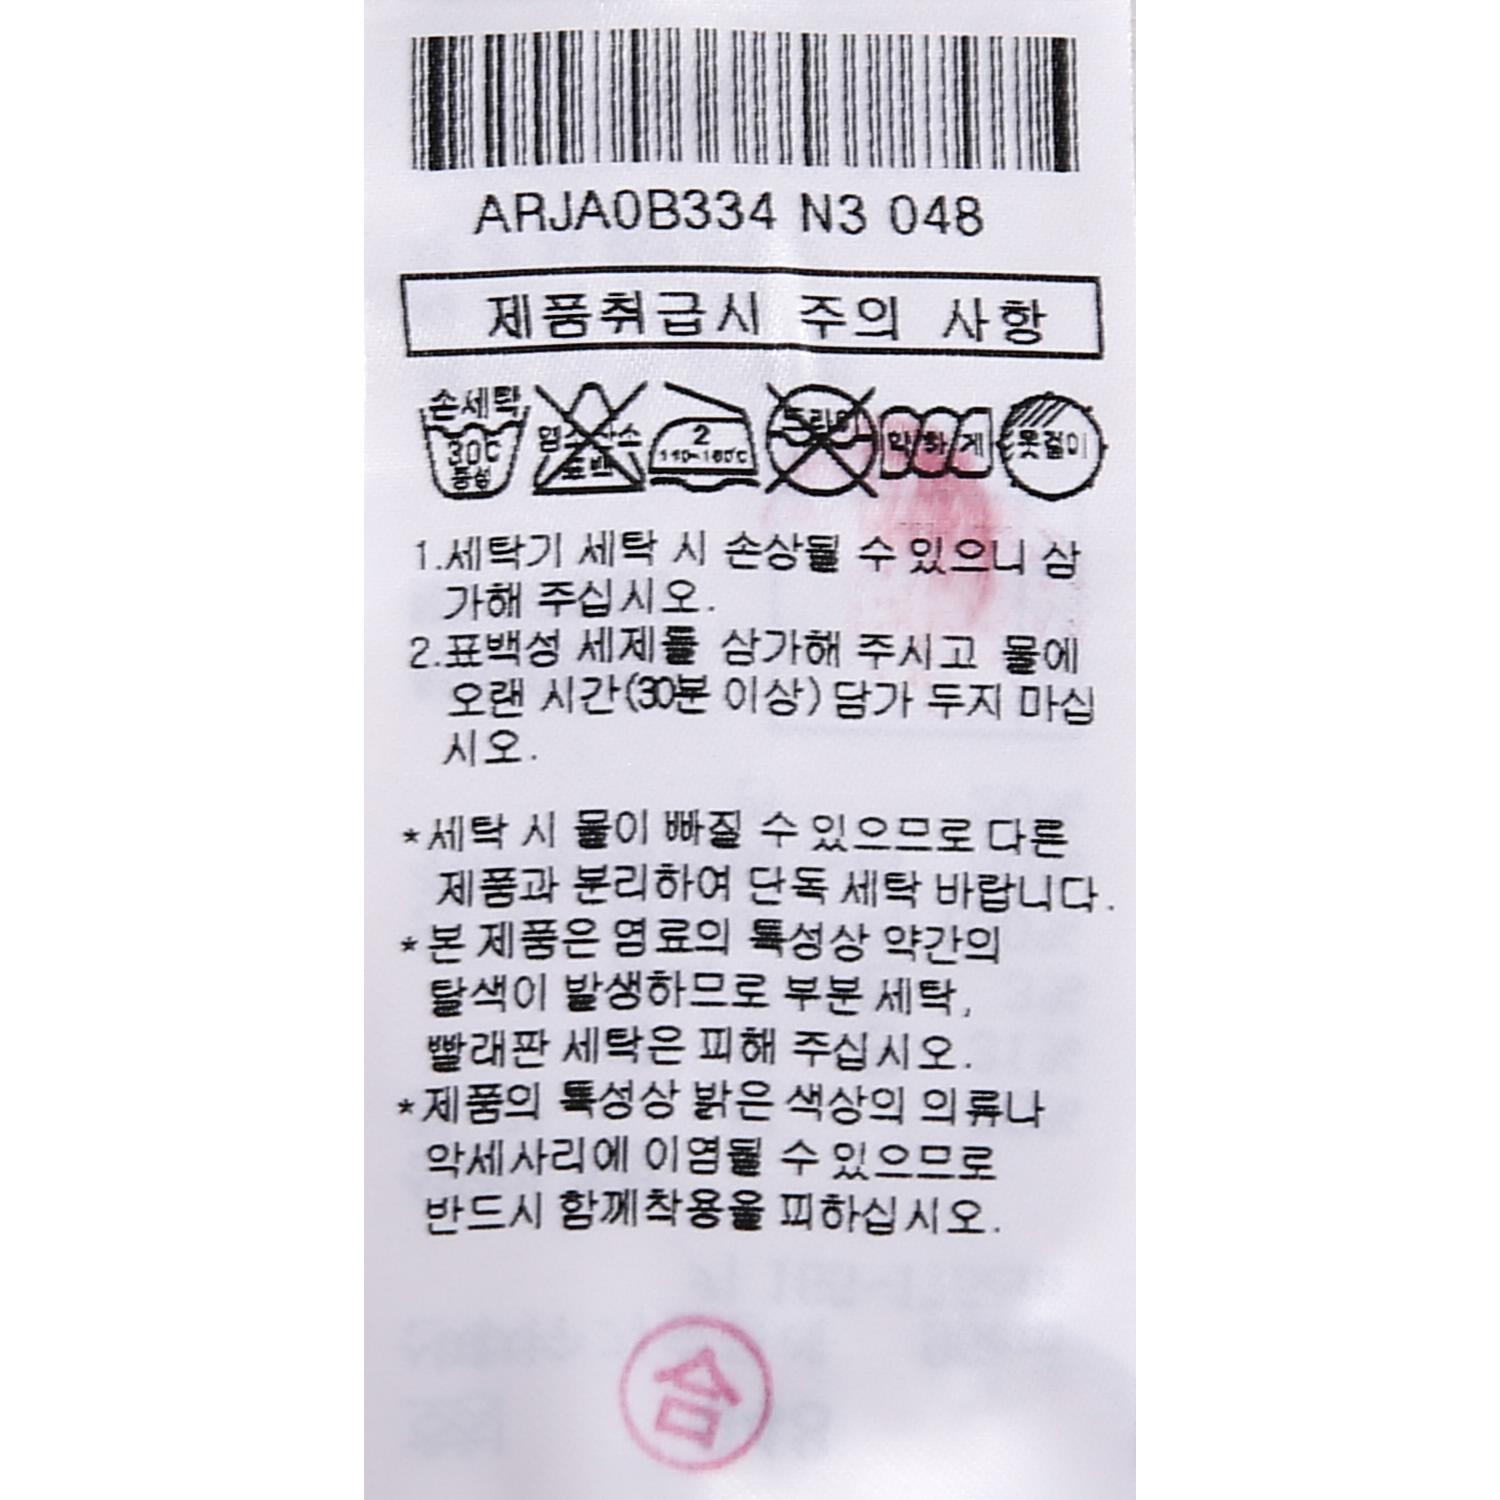 ARJA0B334 N3 048
제품취급시 주의 사항
손세탁
30℃
중성
염소 산소
표백
2
140~160℃
드라이
약하게
옷걸이
1.세탁기 세탁 시 손상될 수 있으니 삼
가해 주십시오.
2.표백성 세제를 삼가해 주시고 물에
오랜 시간(30분 이상) 담가 두지 마십
시오.
*세탁 시 물이 빠질 수 있으므로 다른
제품과 분리하여 단독 세탁 바랍니다.
*본 제품은 염료의 특성상 약간의
탈색이 발생하므로 부분 세탁,
빨래판 세탁은 피해 주십시오.
*제품의 특성상 밝은 색상의 의류나
악세사리에 이염될 수 있으므로
반드시 함께착용을 피하십시오.
합